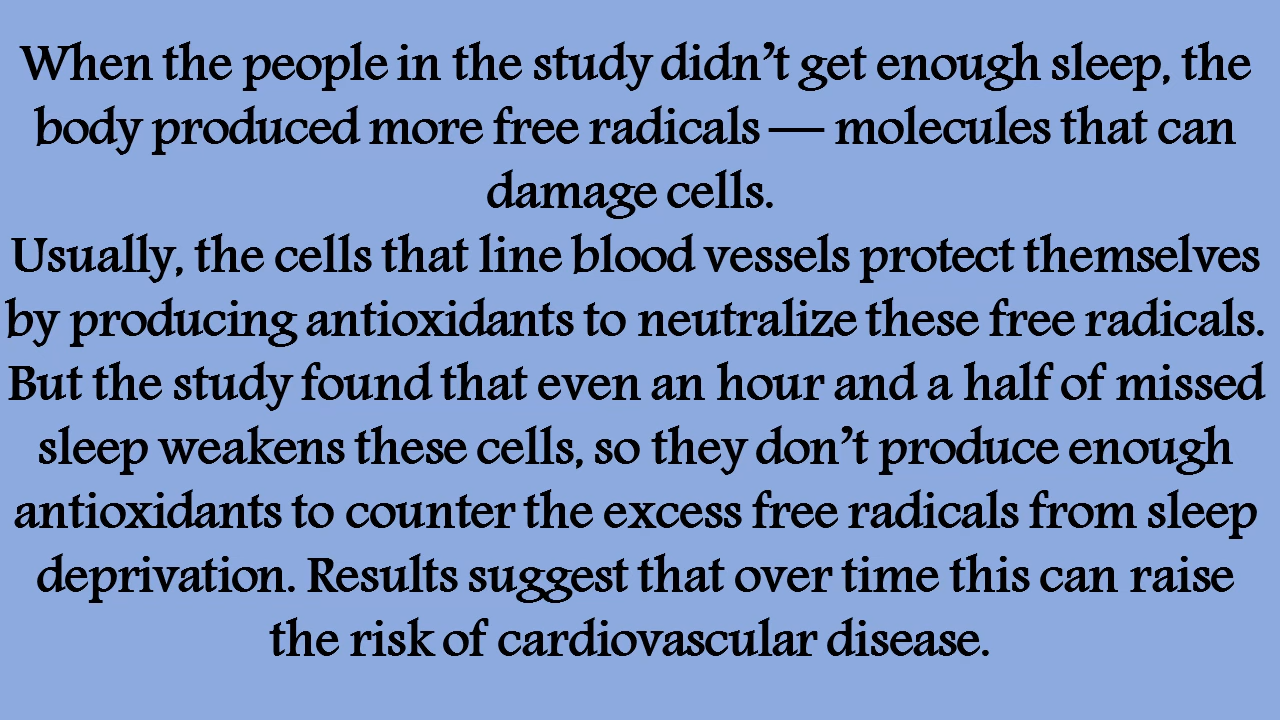 When the people in the study didn’t get enough sleep, the
body produced more free radicals — molecules that can
damage cells.
Usually, the cells that line blood vessels protect themselves
by producing antioxidants to neutralize these free radicals.
But the study found that even an hour and a half of missed
sleep weakens these cells, so they don’t produce enough
antioxidants to counter the excess free radicals from sleep
deprivation. Results suggest that over time this can raise
the risk of cardiovascular disease.